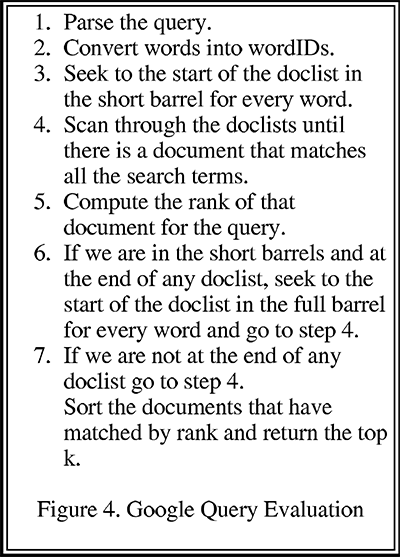 1. Parse the query.
2. Convert words into wordIDs.
3. Seek to the start of the doclist in
the short barrel for every word.
4. Scan through the doclists until
there is a document that matches
all the search terms.
5. Compute the rank of that
document for the query.
6. If we are in the short barrels and at
the end of any doclist, seek to the
start of the doclist in the full barrel
for every word and go to step 4.
7. If we are not at the end of any
doclist go to step 4.
Sort the documents that have
matched by rank and return the top
k.
Figure 4. Google Query Evaluation